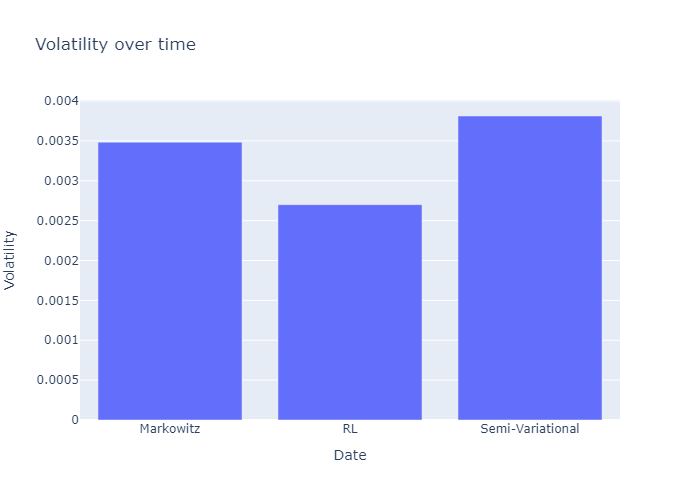 Volatility over time
Volatility
0.004
0.0035
0.003
0.0025
0.002
0.0015
0.001
0.0005
0
Markowitz
RL
Semi-Variational
Date